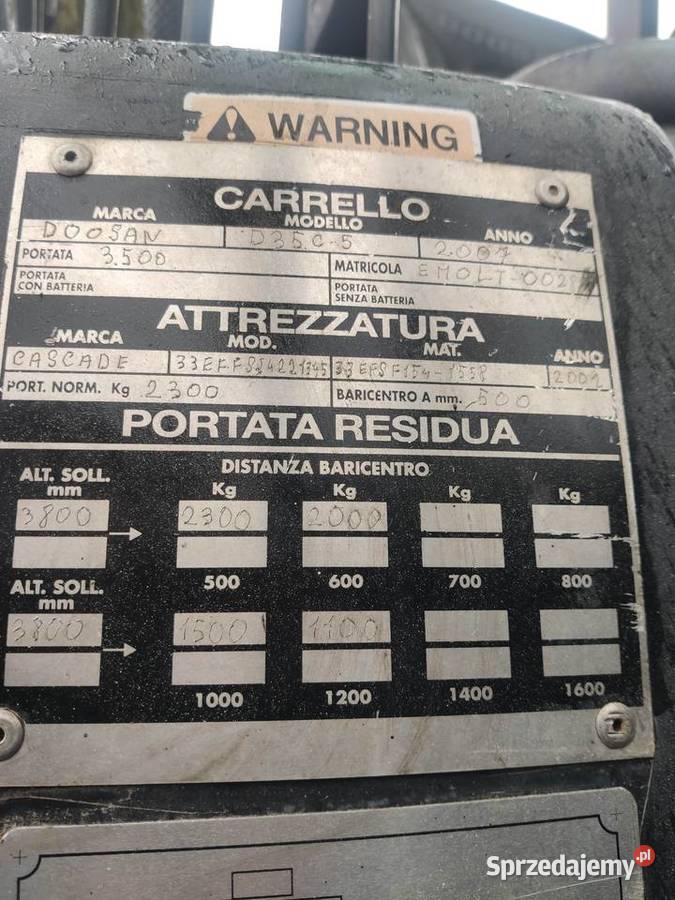 WARNING
CARRELLO
MARCA MODELLO ANNO
DOOSAN D35C-5 2007
PORTATA 3.500 MATRICOLA EMOLT-002
PORTATA CON BATTERIA PORTATA SENZA BATTERIA
ATTREZZATURA
MARCA MOD. MAT. ANNO
CASCADE
PORT. NORM. Kg 2300 BARICENTRO A mm. 500
PORTATA RESIDUA
DISTANZA BARICENTRO
ALT. SOLL. mm Kg Kg Kg Kg
3800 2300 2000
500 600 700 800
ALT. SOLL. mm
3800 1500 1100
1000 1200 1400 1600
Sprzedajemy.pl